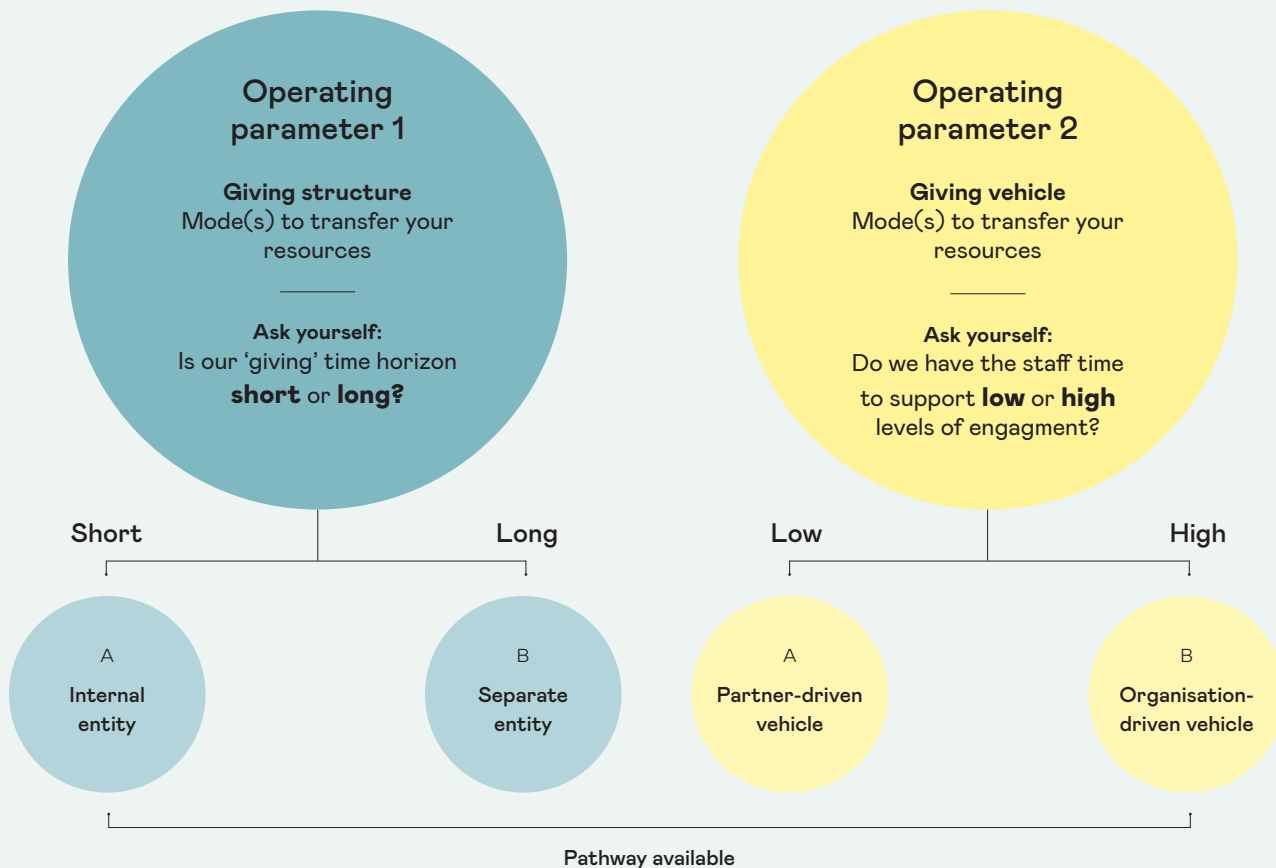 Operating
parameter 1
Giving structure
Mode(s) to transfer your
resources
Ask yourself:
Is our ‘giving’ time horizon
short or long?
Short
Long
A
Internal
entity
B
Separate
entity
Operating
parameter 2
Giving vehicle
Mode(s) to transfer your
resources
Ask yourself:
Do we have the staff time
to support low or high
levels of engagment?
Low
High
A
Partner-driven
vehicle
B
Organisation-
driven vehicle
Pathway available